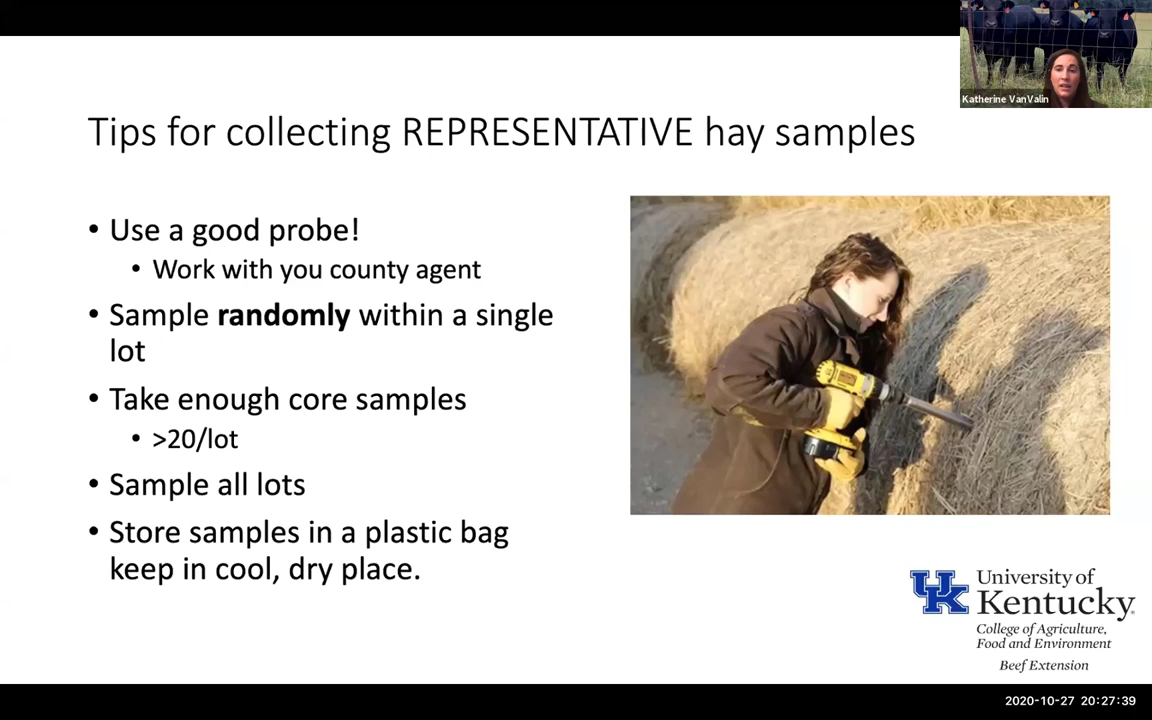 Katherine VanValin
Tips for collecting REPRESENTATIVE hay samples
• Use a good probe!
• Work with you county agent
• Sample randomly within a single
lot
• Take enough core samples
• >20/lot
• Sample all lots
• Store samples in a plastic bag
keep in cool, dry place.
UK
University of
Kentucky®
College of Agriculture,
Food and Environment
Beef Extension
2020-10-27 20:27:39